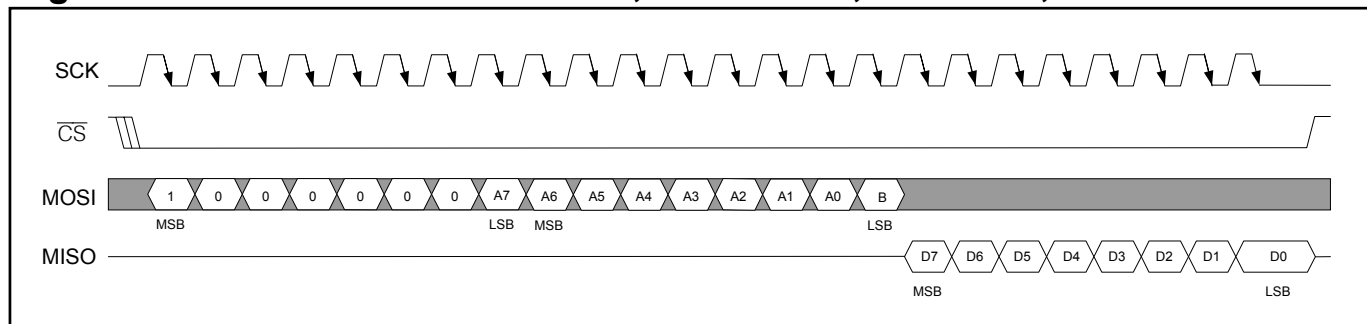 SCK
CS
MOSI 1 0 0 0 0 0 0 A7 A6 A5 A4 A3 A2 A1 A0 B
MSB LSB MSB LSB
MISO D7 D6 D5 D4 D3 D2 D1 D0
MSB LSB